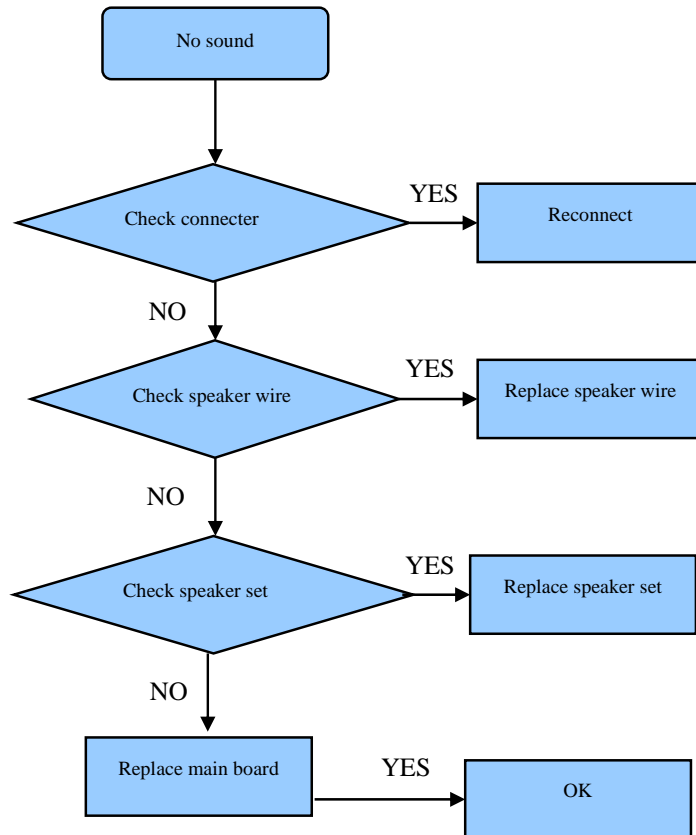 No sound
Check connecter
YES
Reconnect
NO
Check speaker wire
YES
Replace speaker wire
NO
Check speaker set
YES
Replace speaker set
NO
Replace main board
YES
OK